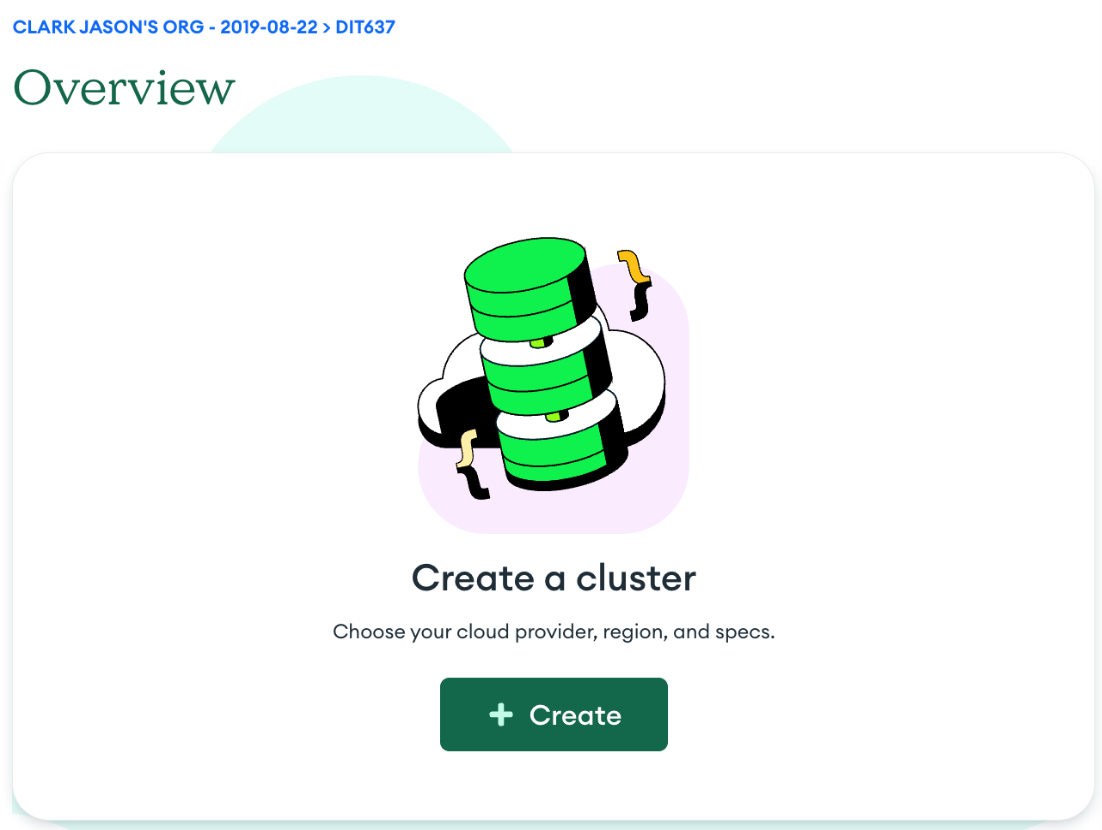 CLARK JASON'S ORG - 2019-08-22 > DIT637
Overview
Create a cluster
Choose your cloud provider, region, and specs.
+ Create